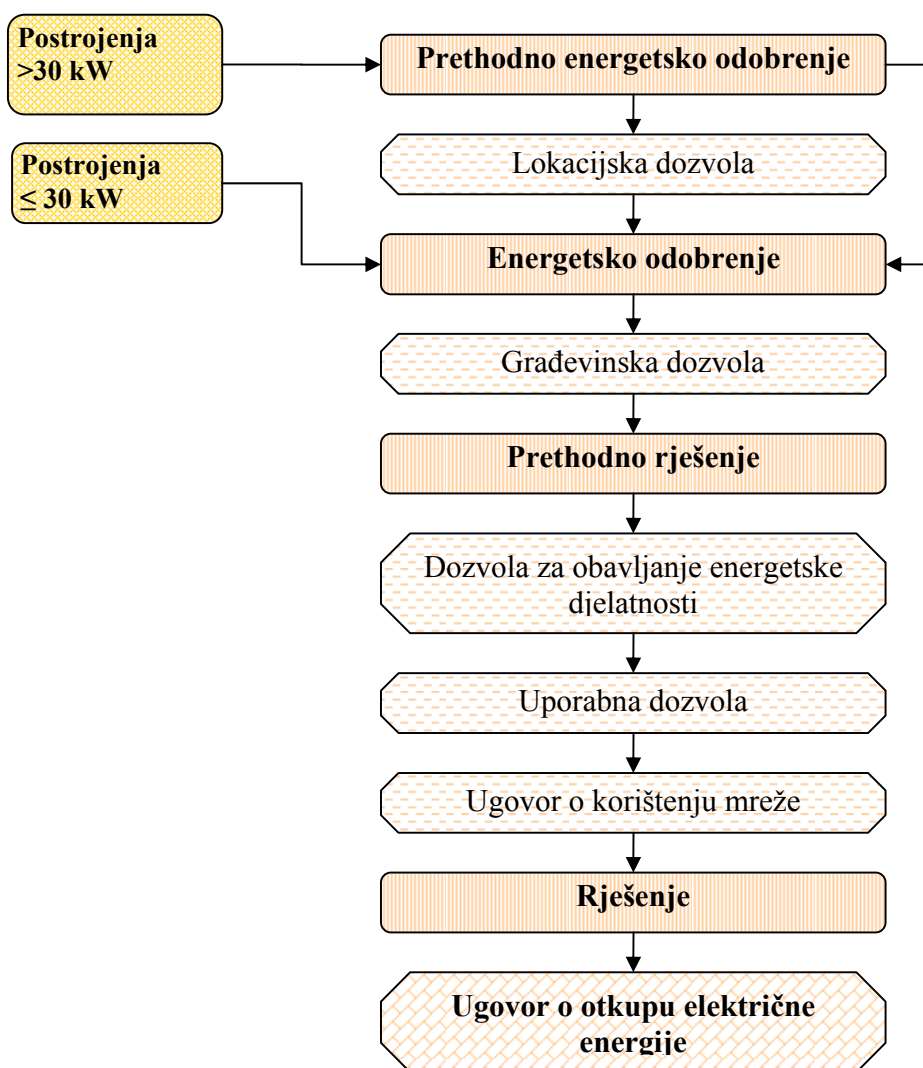 Postrojenja
>30 kW
Prethodno energetsko odobrenje
Lokacijska dozvola
Postrojenja
≤ 30 kW
Energetsko odobrenje
Građevinska dozvola
Prethodno rješenje
Dozvola za obavljanje energetske
djelatnosti
Uporabna dozvola
Ugovor o korištenju mreže
Rješenje
Ugovor o otkupu električne
energije